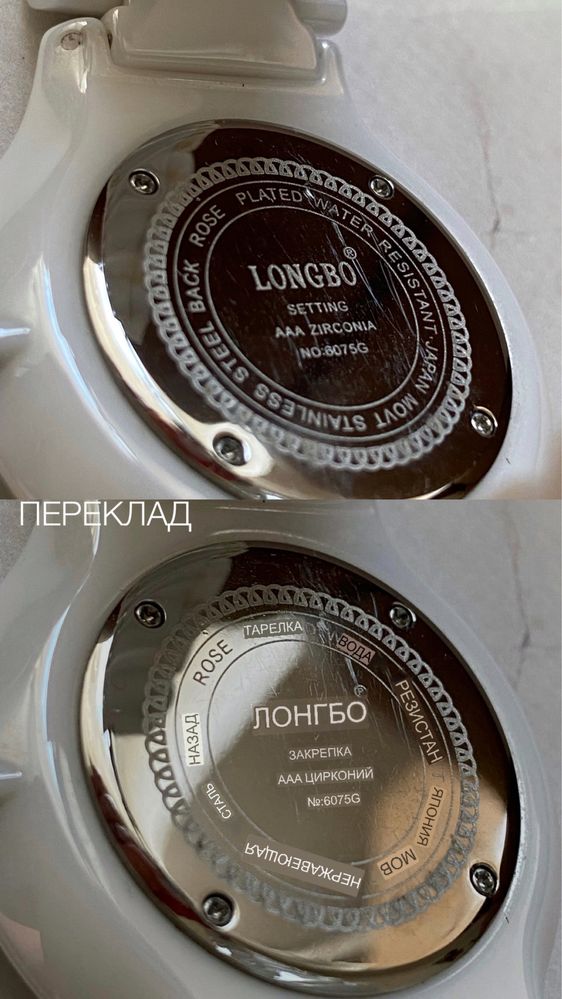 ROSE PLATED WATER RESISTANT JAPAN MOVT STAINLESS STEEL BACK
LONGBO®
SETTING
AAA ZIRCONIA
NO:6075G
ПЕРЕКЛАД
ROSE ТАРЕЛКА ВОДА РЕЗИСТАН Т ЯПОНИЯ МОВ НЕРЖАВЕЮЩАЯ СТАЛЬ НАЗАД
ЛОНГБО®
ЗАКРЕПКА
ААА ЦИРКОНИЙ
№:6075G